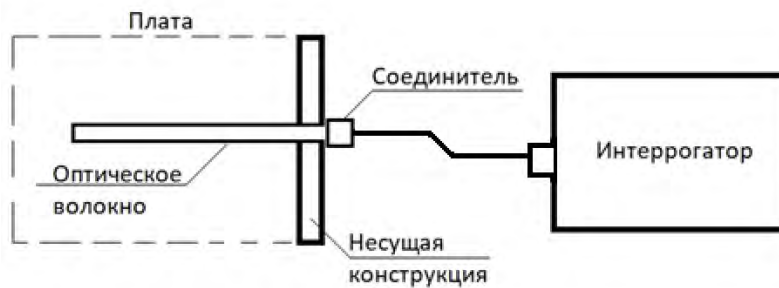 Плата
Соединитель
Интеррогатор
Оптическое
волокно
Несущая
конструкция